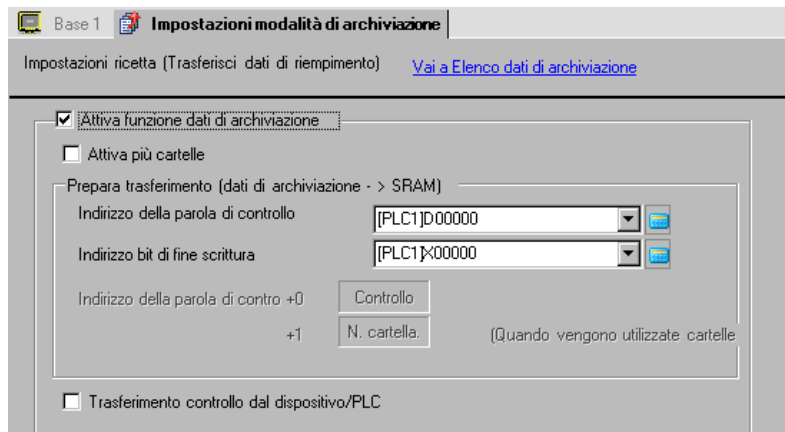 Base 1 Impostazioni modalità di archiviazione
Impostazioni ricetta (Trasferisci dati di riempimento) Vai a Elenco dati di archiviazione
Attiva funzione dati di archiviazione
Attiva più cartelle
Prepara trasferimento (dati di archiviazione - > SRAM)
Indirizzo della parola di controllo [PLC1]D00000
Indirizzo bit di fine scrittura [PLC1]X00000
Indirizzo della parola di contro +0 Controllo
+1 N. cartella. (Quando vengono utilizzate cartelle
Trasferimento controllo dal dispositivo/PLC